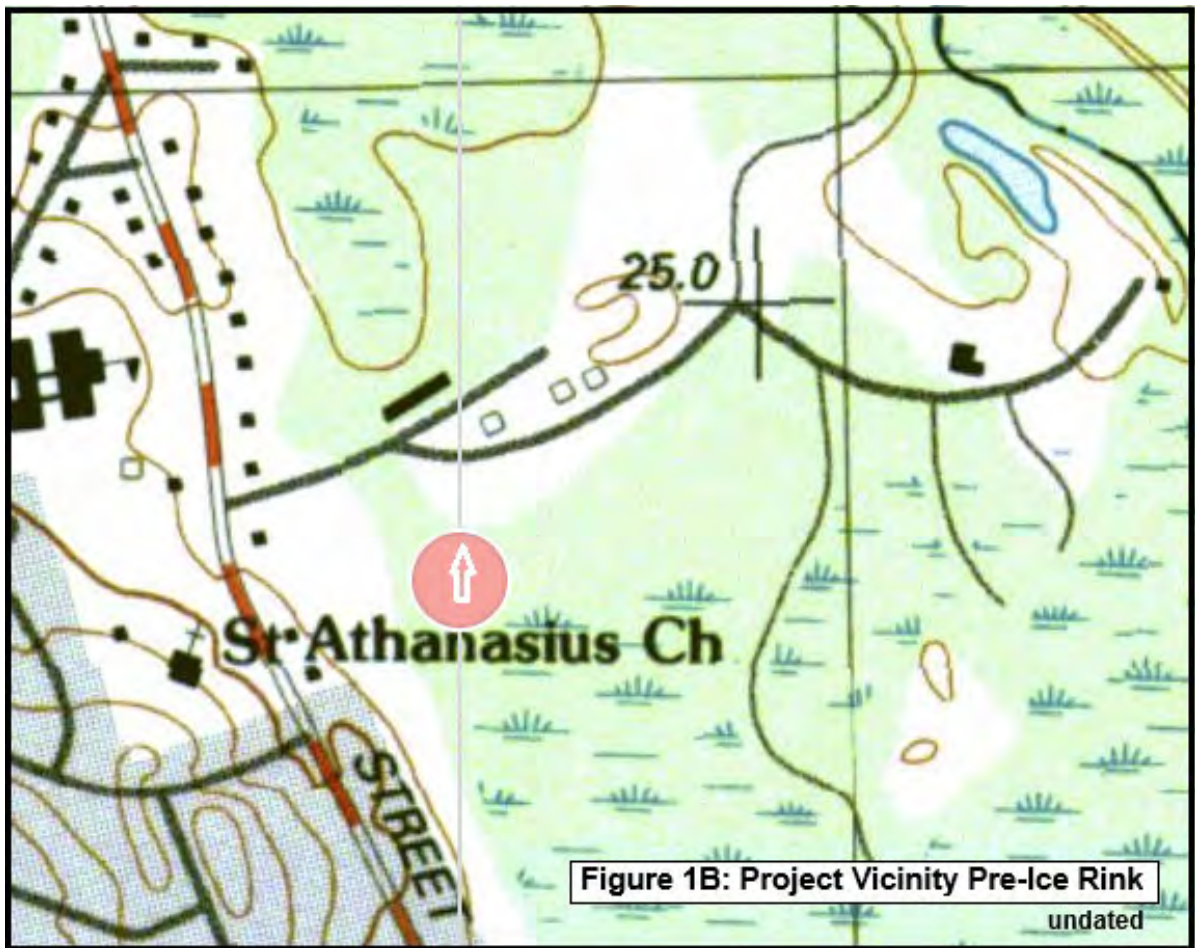 25.0
St Athanasius Ch
STREET
Figure 1B: Project Vicinity Pre-Ice Rink
undated